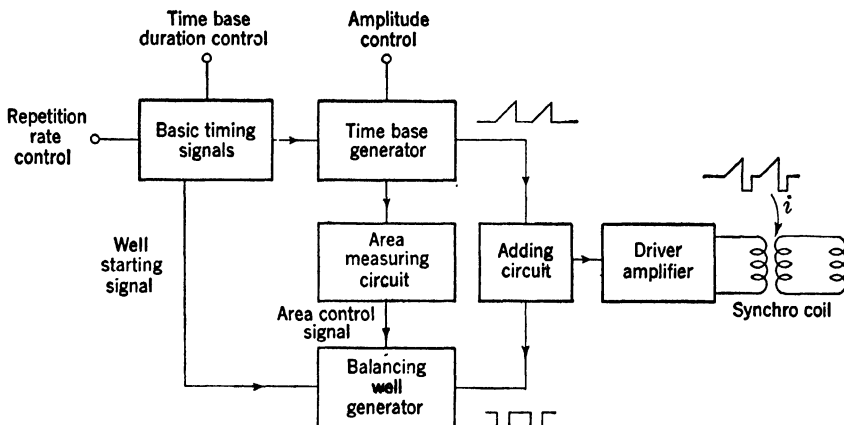 Time base
duration control
Amplitude
control
Repetition
rate
control
Basic timing
signals
Time base
generator
Well
starting
signal
Area
measuring
circuit
Adding
circuit
Driver
amplifier
i
Synchro coil
Area control
signal
Balancing
well
generator